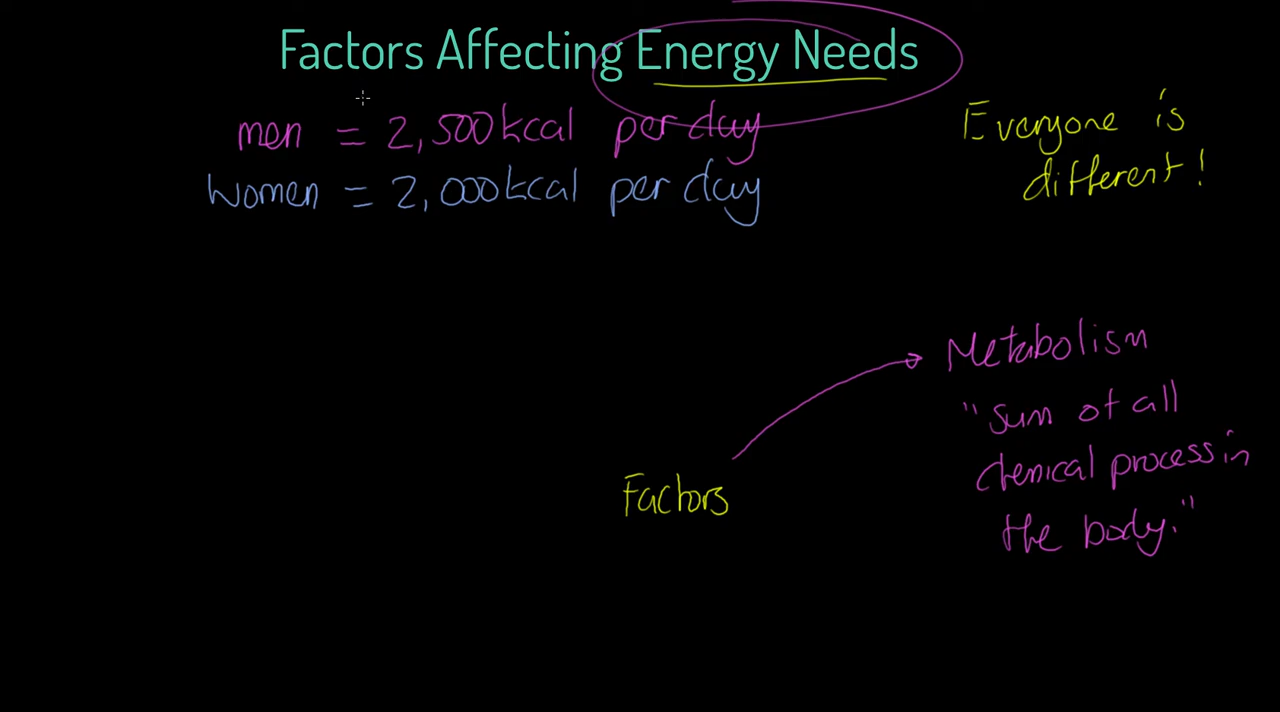 Factors Affecting Energy Needs
men = 2,500kcal per day
women = 2,000kcal per day
Everyone is
different!
Metabolism
"sum of all
chemical process in
the body."
Factors